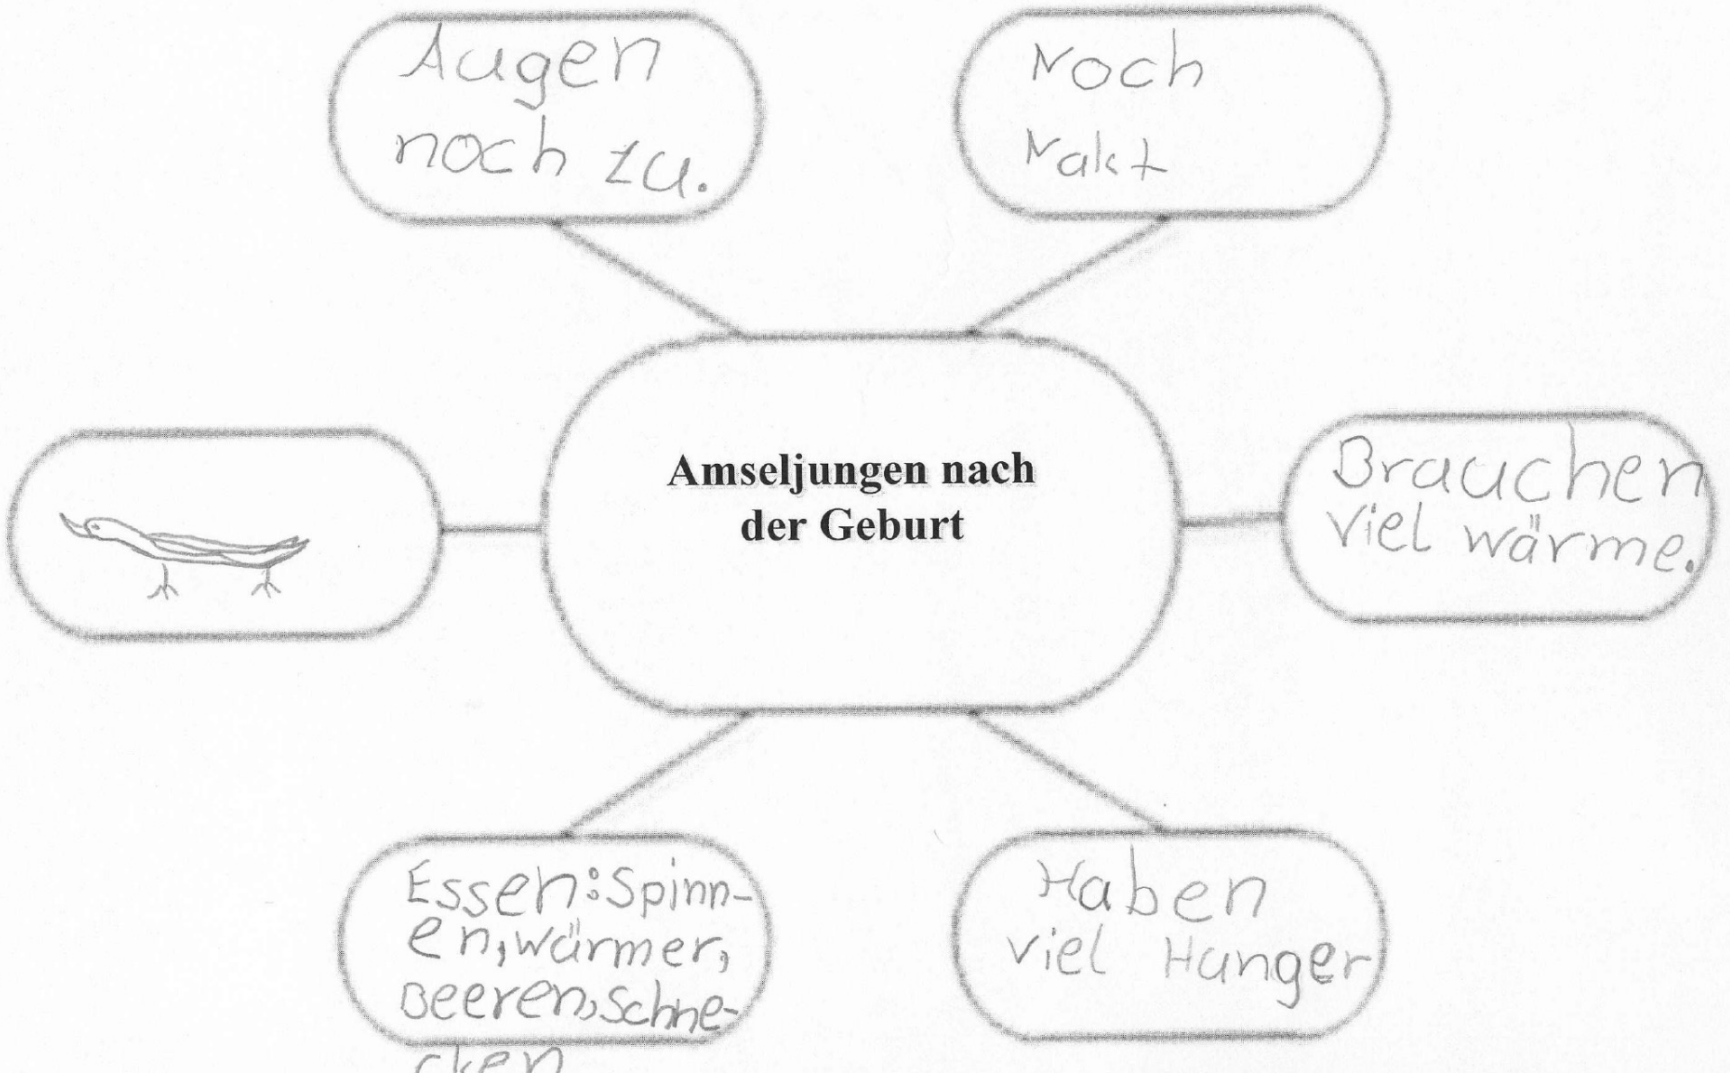 Augen
noch zu.
Noch
Nakt
Amseljungen nach
der Geburt
Brauchen
viel wärme.
Essen: Spinn-
en, wärmer,
Beeren, Schne-
cken
Haben
viel Hunger